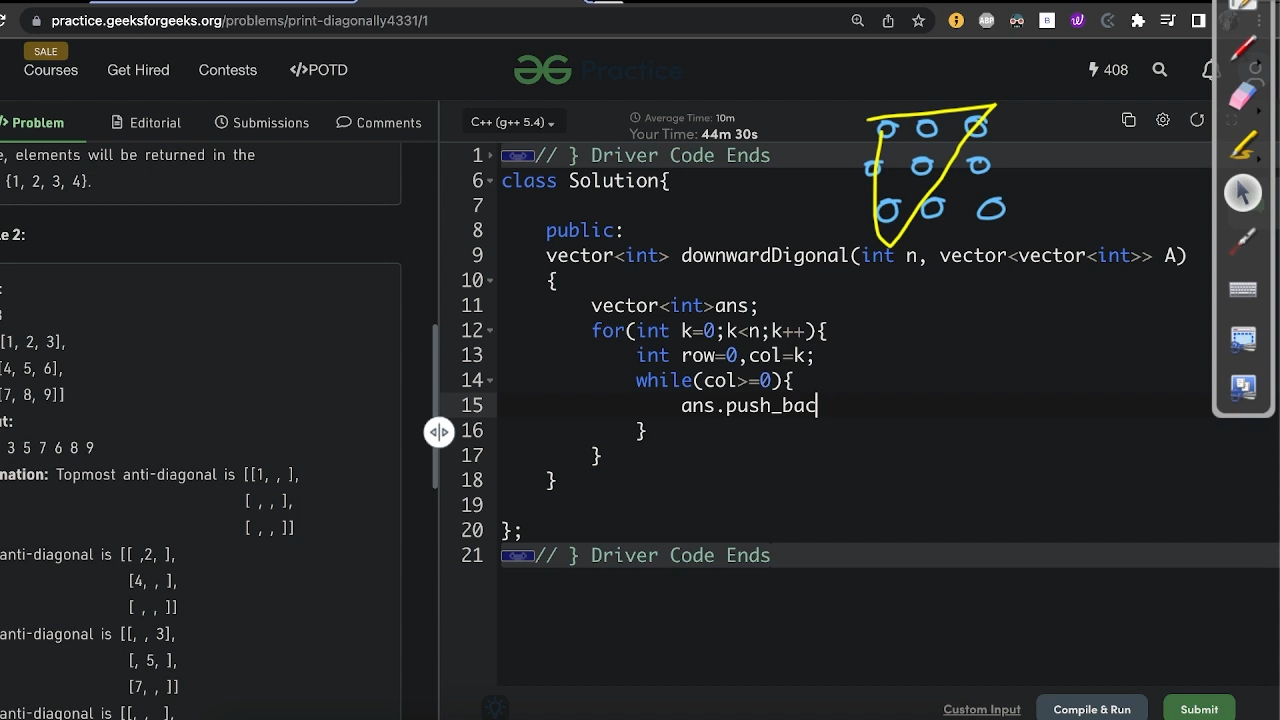 practice.geeksforgeeks.org/problems/print-diagonally4331/1
ABP
B
SALE
Courses
Get Hired
Contests
</>POTD
Practice
408
Problem
Editorial
Submissions
Comments
C++ (g++ 5.4)
Average Time: 10m
Your Time: 44m 30s
e, elements will be returned in the
{1, 2, 3, 4}.
le 2:
[1, 2, 3],
[4, 5, 6],
[7, 8, 9]]
ut:
3 5 7 6 8 9
nation: Topmost anti-diagonal is [[1, , ],
[ , , ],
[ , , ]]
anti-diagonal is [[ ,2, ],
[4, , ],
[ , , ]]
anti-diagonal is [[, , 3],
[, 5, ],
[7, , ]]
anti-diagonal is [[, , ],
1 // } Driver Code Ends
6 class Solution{
7
8 public:
9 vector<int> downwardDigonal(int n, vector<vector<int>> A)
10 {
11 vector<int>ans;
12 for(int k=0;k<n;k++){
13 int row=0,col=k;
14 while(col>=0){
15 ans.push_bac
16 }
17 }
18 }
19
20 };
21 // } Driver Code Ends
Custom Input
Compile & Run
Submit